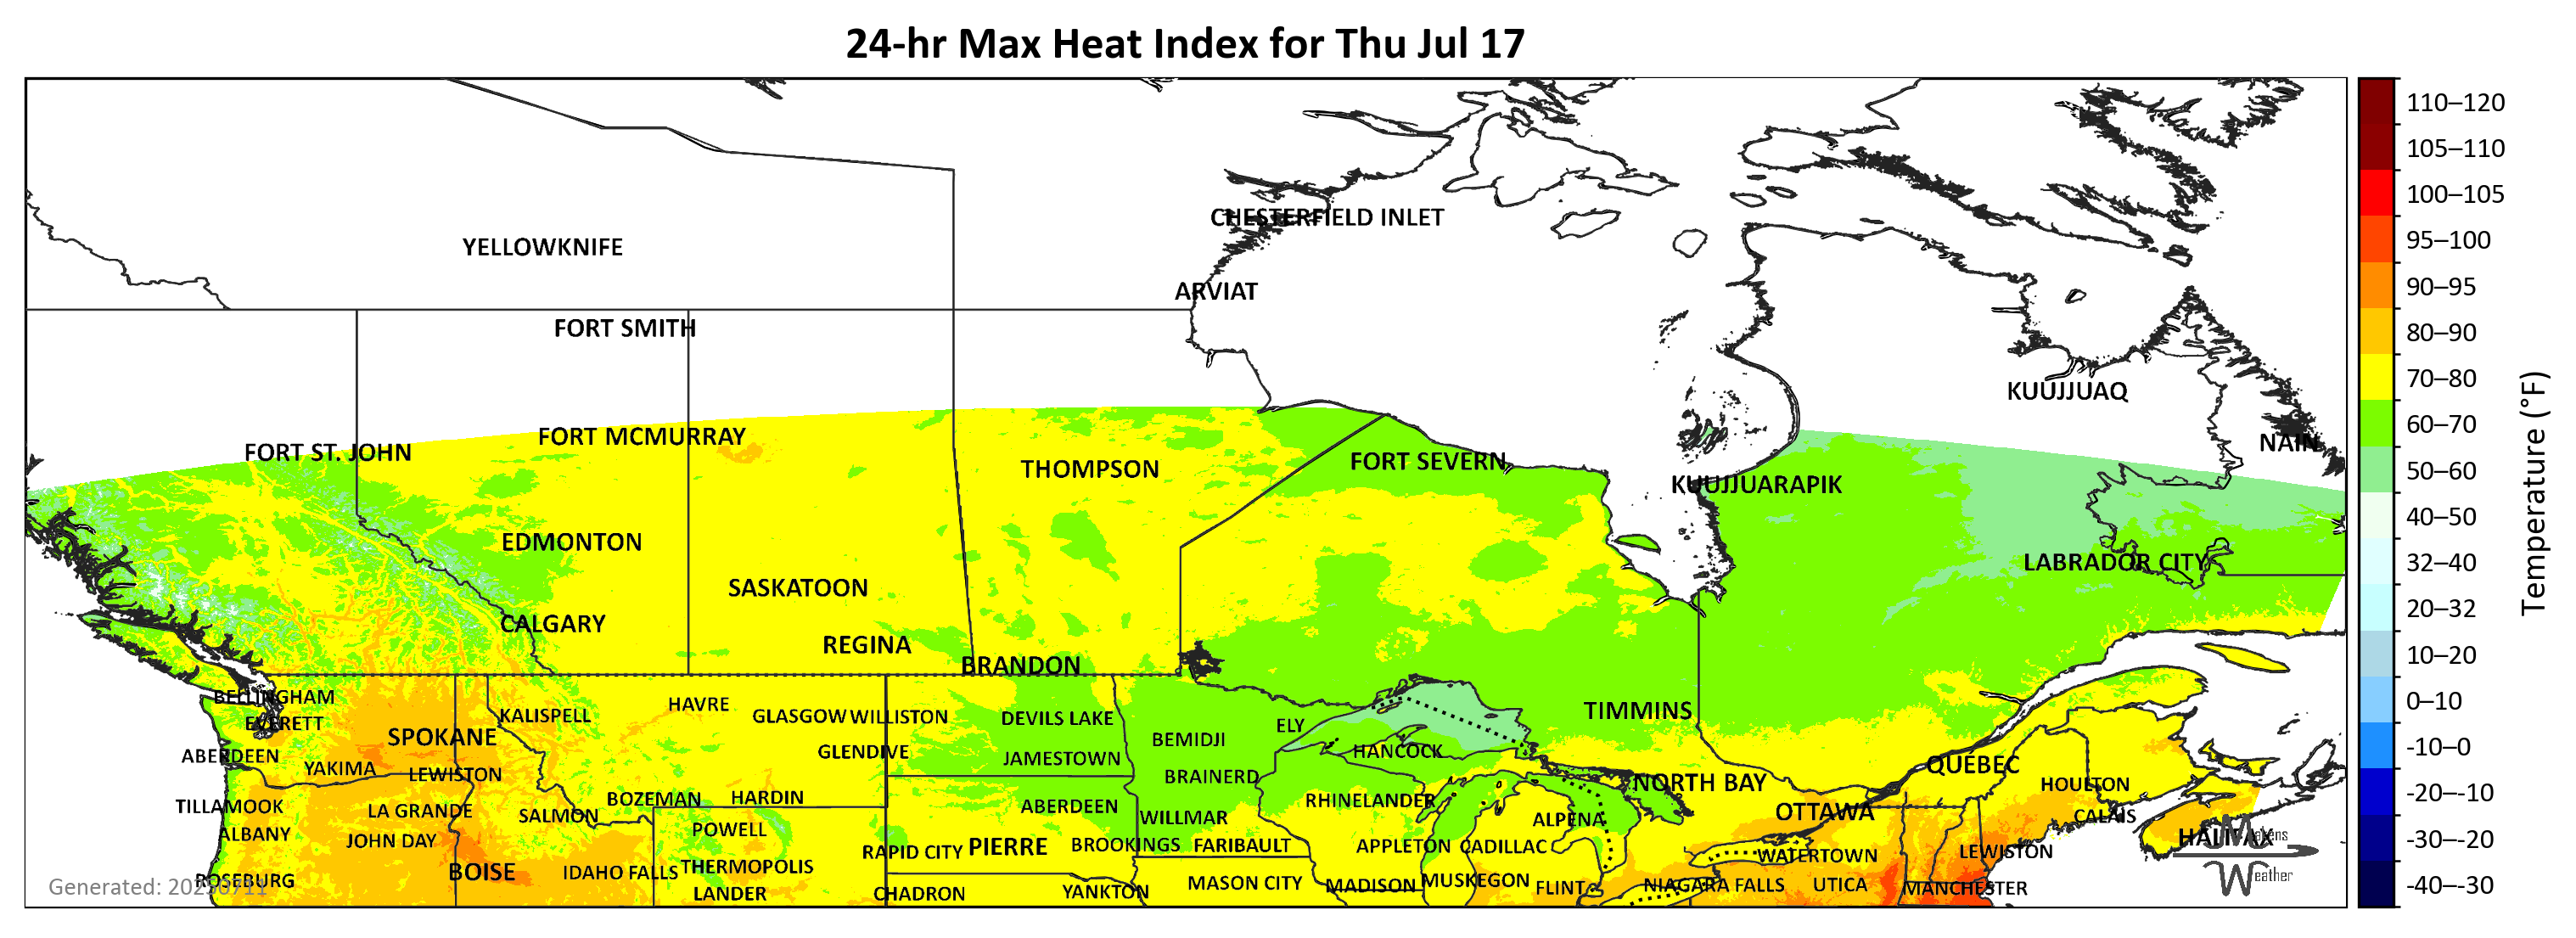 24-hr Max Heat Index for Thu Jul 17
CHESTERFIELD INLET
YELLOWKNIFE
ARVIAT
FORT SMITH
KUUJJUAQ
FORT MCMURRAY
NAIN
FORT ST. JOHN
FORT SEVERN
THOMPSON
KUUJJUARAPIK
EDMONTON
LABRADOR CITY
SASKATOON
CALGARY
REGINA
BRANDON
BELLINGHAM
HAVRE
TIMMINS
KALISPELL
GLASGOW
WILLISTON
DEVILS LAKE
EVERETT
ELY
SPOKANE
BEMIDJI
HANCOCK
GLENDIVE
ABERDEEN
JAMESTOWN
QUÉBEC
YAKIMA
LEWISTON
BRAINERD
NORTH BAY
HOULTON
BOZEMAN
HARDIN
RHINELANDER
TILLAMOOK
ABERDEEN
LA GRANDE
OTTAWA
SALMON
WILLMAR
CALAIS
ALPENA
POWELL
ALBANY
HALIFAX
JOHN DAY
BROOKINGS
FARIBAULT
APPLETON
CADILLAC
PIERRE
RAPID CITY
LEWISTON
WATERTOWN
THERMOPOLIS
BOISE
IDAHO FALLS
ROSEBURG
MUSKEGON
MASON CITY
MADISON
FLINT
NIAGARA FALLS
UTICA
MANCHESTER
LANDER
CHADRON
YANKTON
Generated: 20250711
Makens
Weather
110–120
105–110
100–105
95–100
90–95
80–90
70–80
60–70
50–60
40–50
32–40
20–32
10–20
0–10
-10–0
-20–-10
-30–-20
-40–-30
Temperature (°F)